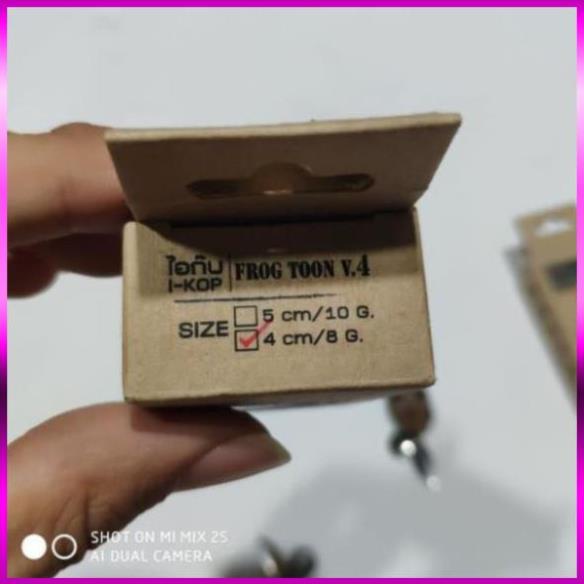 ไอกบ FROG TOON V.4
I-KOP
SIZE 5 cm/10 G.
4 cm/8 G.
SHOT ON MI MIX 2S
AI DUAL CAMERA